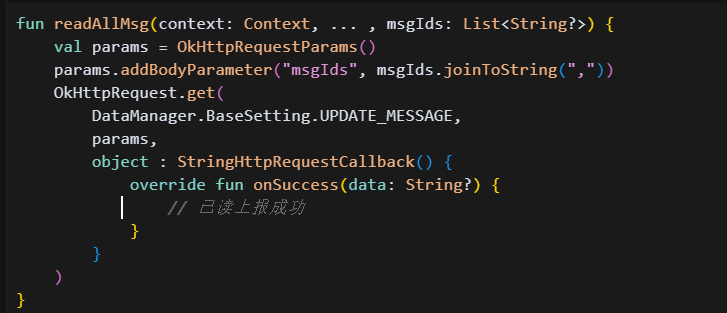 fun readAllMsg(context: Context, ... , msgIds: List<String?>) {
    val params = OkHttpRequestParams()
    params.addBodyParameter("msgIds", msgIds.joinToString(","))
    OkHttpRequest.get(
        DataManager.BaseSetting.UPDATE_MESSAGE,
        params,
        object : StringHttpRequestCallback() {
            override fun onSuccess(data: String?) {
                // 已读上报成功
            }
        }
    )
}